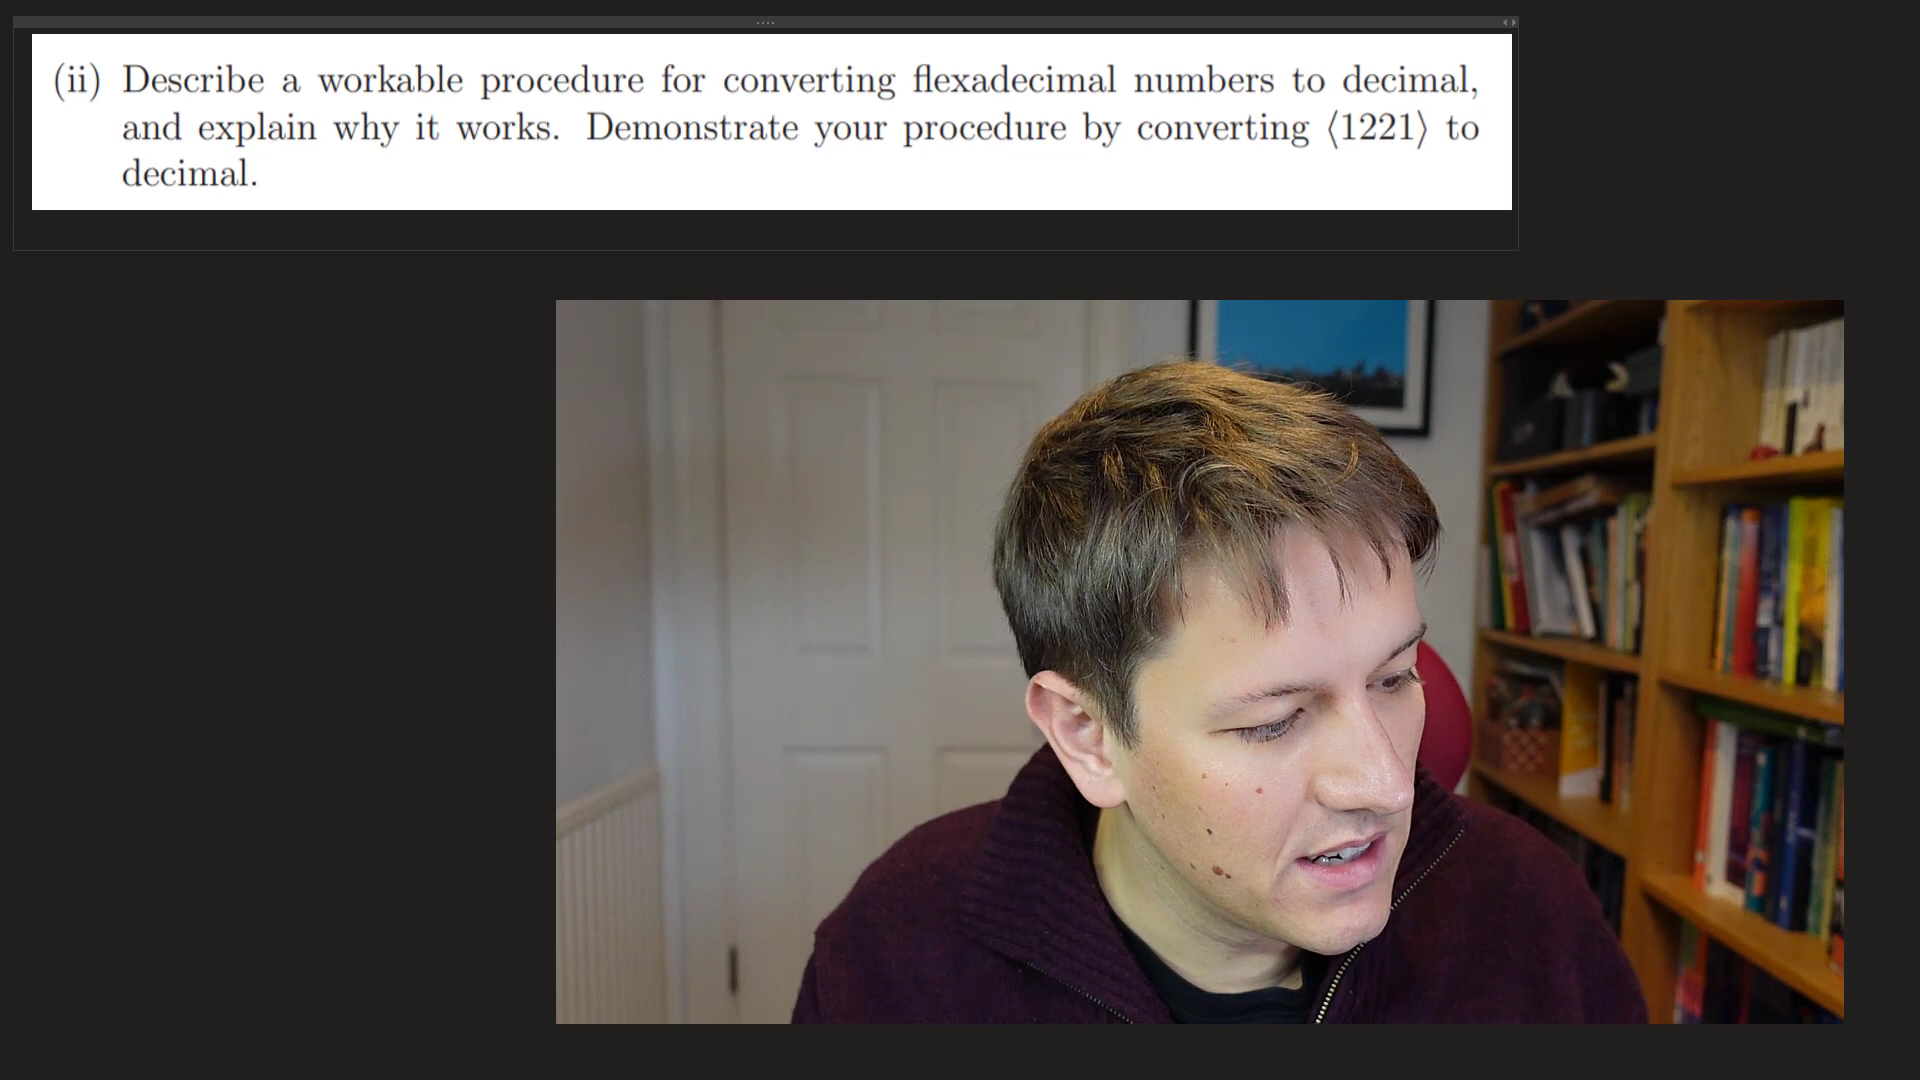 (ii) Describe a workable procedure for converting flexadecimal numbers to decimal,
and explain why it works. Demonstrate your procedure by converting ⟨1221⟩ to
decimal.